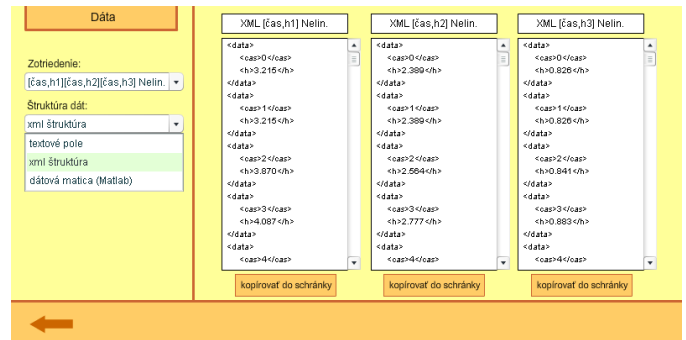 Dáta
Zotriedenie:
[čas,h1][čas,h2][čas,h3] Nelin.
Štruktúra dát:
xml štruktúra
textové pole
xml štruktúra
dátová matica (Matlab)
XML [čas,h1] Nelin.
<data>
<cas>0</cas>
<h>3.215</h>
</data>
<data>
<cas>1</cas>
<h>3.215</h>
</data>
<data>
<cas>2</cas>
<h>3.870</h>
</data>
<data>
<cas>3</cas>
<h>4.087</h>
</data>
<data>
<cas>4</cas>
kopírovať do schránky
XML [čas,h2] Nelin.
<data>
<cas>0</cas>
<h>2.389</h>
</data>
<data>
<cas>1</cas>
<h>2.389</h>
</data>
<data>
<cas>2</cas>
<h>2.564</h>
</data>
<data>
<cas>3</cas>
<h>2.777</h>
</data>
<data>
<cas>4</cas>
kopírovať do schránky
XML [čas,h3] Nelin.
<data>
<cas>0</cas>
<h>0.826</h>
</data>
<data>
<cas>1</cas>
<h>0.826</h>
</data>
<data>
<cas>2</cas>
<h>0.841</h>
</data>
<data>
<cas>3</cas>
<h>0.883</h>
</data>
<data>
<cas>4</cas>
kopírovať do schránky